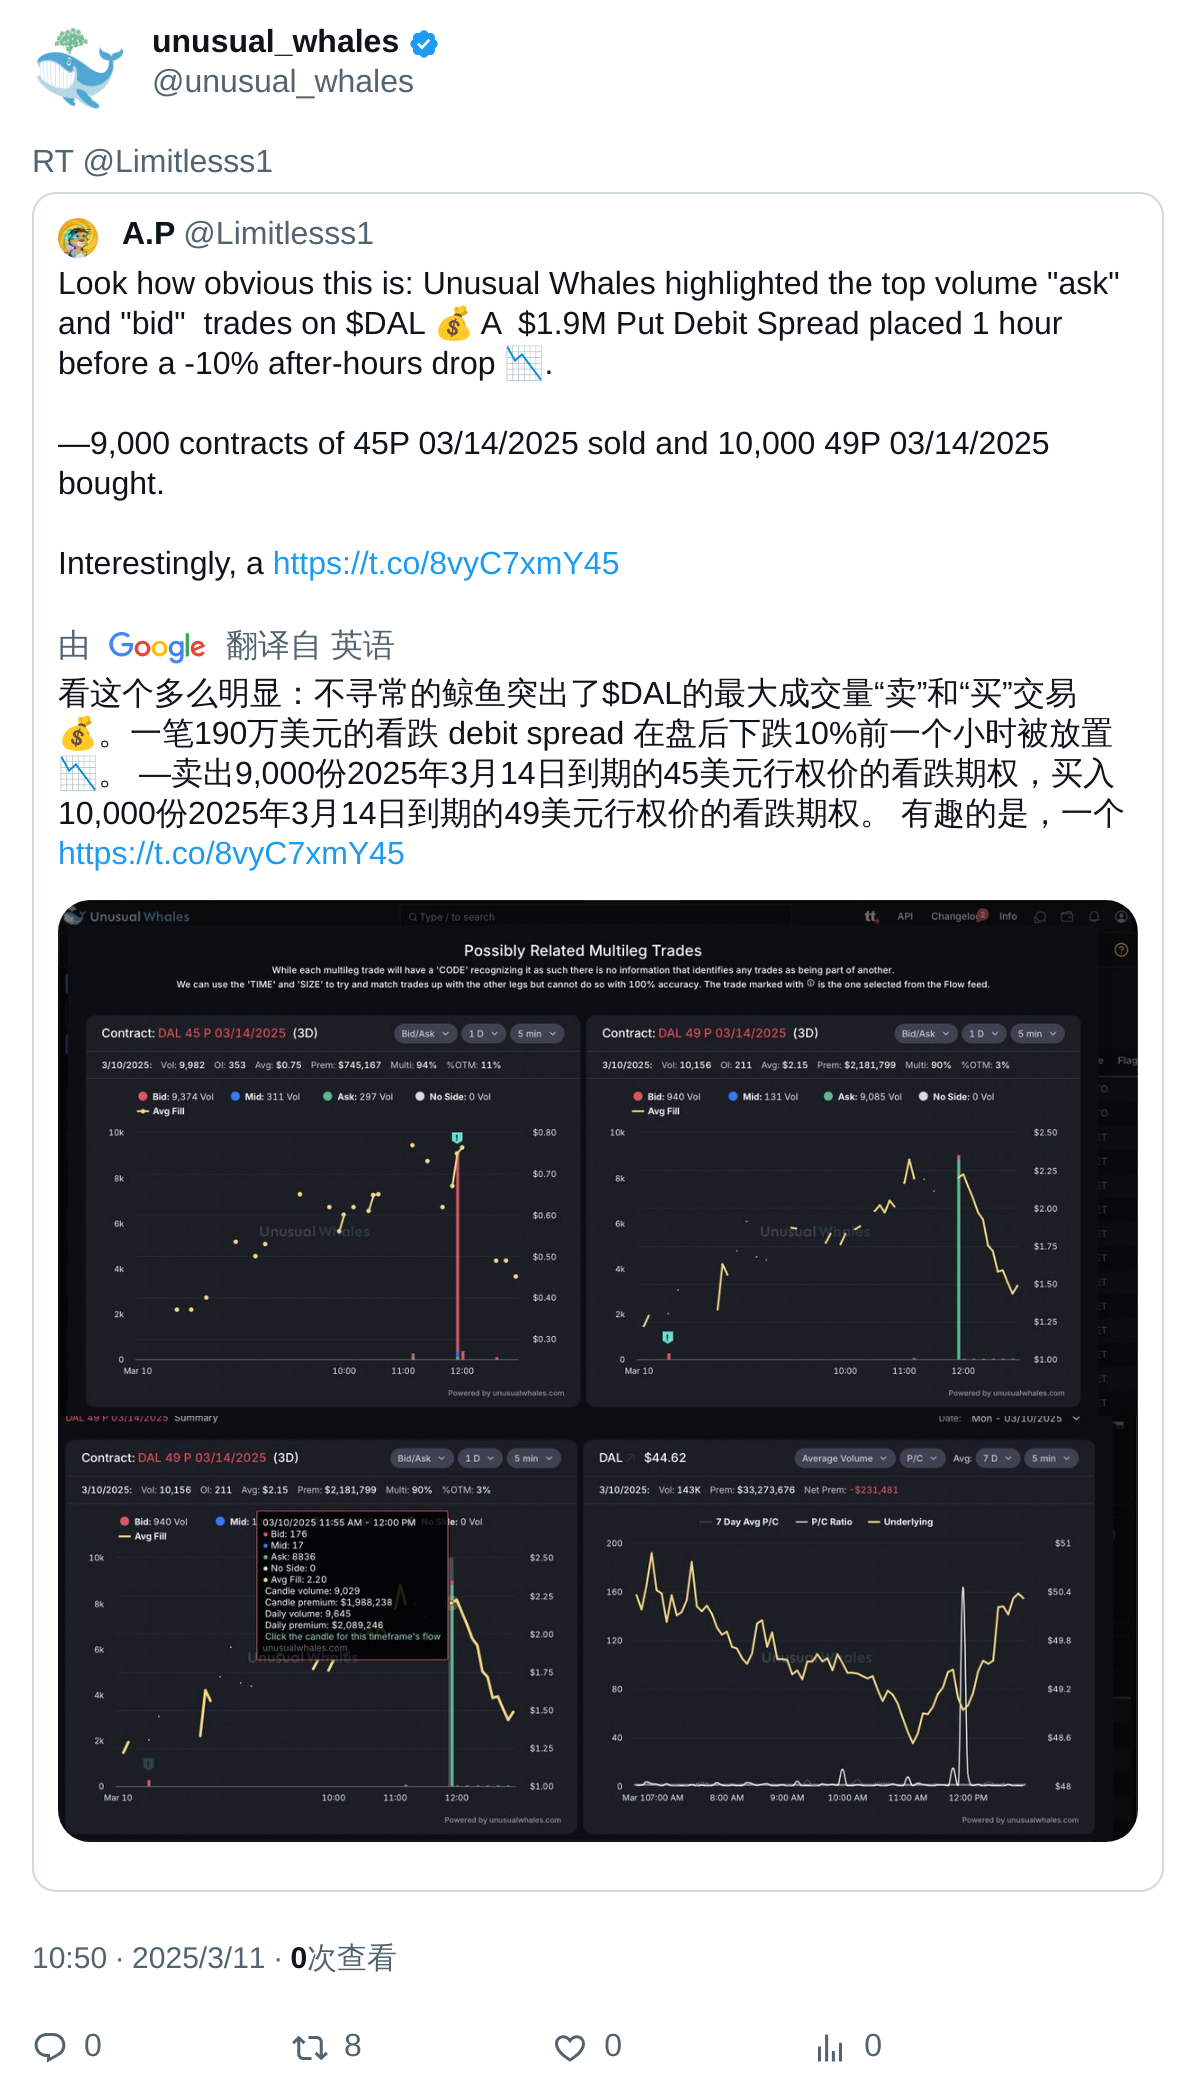 unusual_whales
@unusual_whales
RT @Limitlesss1
A.P @Limitlesss1
Look how obvious this is: Unusual Whales highlighted the top volume "ask"
and "bid"  trades on $DAL 💰 A  $1.9M Put Debit Spread placed 1 hour
before a -10% after-hours drop 📉.
—9,000 contracts of 45P 03/14/2025 sold and 10,000 49P 03/14/2025
bought.
Interestingly, a https://t.co/8vyC7xmY45
由 Google 翻译自 英语
看这个多么明显：不寻常的鲸鱼突出了$DAL的最大成交量“卖”和“买”交易
💰。一笔190万美元的看跌 debit spread 在盘后下跌10%前一个小时被放置
📉。 —卖出9,000份2025年3月14日到期的45美元行权价的看跌期权，买入
10,000份2025年3月14日到期的49美元行权价的看跌期权。 有趣的是，一个
https://t.co/8vyC7xmY45
Unusual Whales
Type / to search
tt
API
Changelog
2
Info
Possibly Related Multileg Trades
While each multileg trade will have a 'CODE' recognizing it as such there is no information that identifies any trades as being part of another.
We can use the 'TIME' and 'SIZE' to try and match trades up with the other legs but cannot do so with 100% accuracy. The trade marked with ⓘ is the one selected from the Flow feed.
Contract: DAL 45 P 03/14/2025 (3D)
Bid/Ask 1 D 5 min
3/10/2025: Vol: 9,982 OI: 353 Avg: $0.75 Prem: $745,167 Multi: 94% %OTM: 11%
Bid: 9,374 Vol Mid: 311 Vol Ask: 297 Vol No Side: 0 Vol
Avg Fill
10k
8k
6k
4k
2k
0
$0.80
$0.70
$0.60
$0.50
$0.40
$0.30
Unusual Whales
Mar 10 10:00 11:00 12:00
Powered by unusualwhales.com
Contract: DAL 49 P 03/14/2025 (3D)
Bid/Ask 1 D 5 min
3/10/2025: Vol: 10,156 OI: 211 Avg: $2.15 Prem: $2,181,799 Multi: 90% %OTM: 3%
Bid: 940 Vol Mid: 131 Vol Ask: 9,085 Vol No Side: 0 Vol
Avg Fill
10k
8k
6k
4k
2k
0
$2.50
$2.25
$2.00
$1.75
$1.50
$1.25
$1.00
Unusual Whales
Mar 10 10:00 11:00 12:00
Powered by unusualwhales.com
DAL 49 P 03/14/2025 Summary
Date: Mon - 03/10/2025
Contract: DAL 49 P 03/14/2025 (3D)
Bid/Ask 1 D 5 min
3/10/2025: Vol: 10,156 OI: 211 Avg: $2.15 Prem: $2,181,799 Multi: 90% %OTM: 3%
Bid: 940 Vol Mid: 1 No Side: 0 Vol
Avg Fill
03/10/2025 11:55 AM - 12:00 PM
Bid: 176
Mid: 17
Ask: 8836
No Side: 0
Avg Fill: 2.20
Candle volume: 9,029
Candle premium: $1,988,238
Daily volume: 9,645
Daily premium: $2,089,246
Click the candle for this timeframe's flow
unusualwhales.com
Unusual Whales
10k
8k
6k
4k
2k
0
$2.50
$2.25
$2.00
$1.75
$1.50
$1.25
$1.00
Mar 10 10:00 11:00 12:00
Powered by unusualwhales.com
DAL $44.62
Average Volume P/C Avg: 7 D 5 min
3/10/2025: Vol: 143K Prem: $33,273,676 Net Prem: -$231,481
7 Day Avg P/C P/C Ratio Underlying
200
160
120
80
40
0
$51
$50.4
$49.8
$49.2
$48.6
$48
Unusual Whales
Mar 10 7:00 AM 8:00 AM 9:00 AM 10:00 AM 11:00 AM 12:00 PM
Powered by unusualwhales.com
10:50 · 2025/3/11 · 0次查看
0 8 0 0